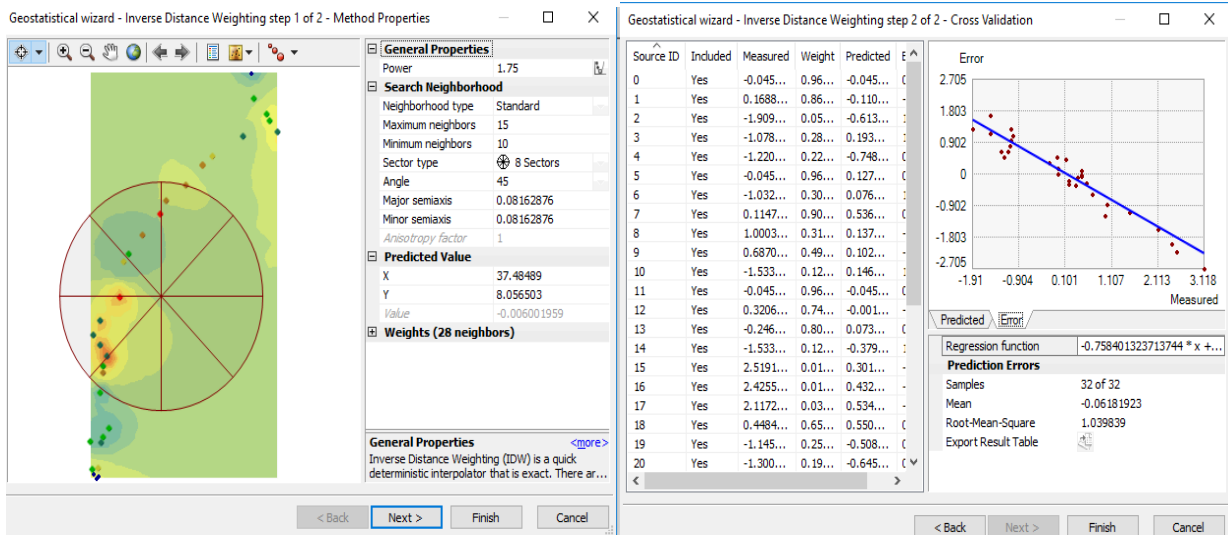 Geostatistical wizard - Inverse Distance Weighting step 1 of 2 - Method Properties
General Properties
Power 1.75
Search Neighborhood
Neighborhood type Standard
Maximum neighbors 15
Minimum neighbors 10
Sector type 8 Sectors
Angle 45
Major semiaxis 0.08162876
Minor semiaxis 0.08162876
Anisotropy factor 1
Predicted Value
X 37.48489
Y 8.056503
Value -0.006001959
Weights (28 neighbors)
General Properties <more>
Inverse Distance Weighting (IDW) is a quick
deterministic interpolator that is exact. There ar...
< Back Next > Finish Cancel
Geostatistical wizard - Inverse Distance Weighting step 2 of 2 - Cross Validation
Source ID Included Measured Weight Predicted E
0 Yes -0.045... 0.96... -0.045... 0
1 Yes 0.1688... 0.86... -0.110... -
2 Yes -1.909... 0.05... -0.613... 1
3 Yes -1.078... 0.28... 0.193... 1
4 Yes -1.220... 0.22... -0.748... 0
5 Yes -0.045... 0.96... 0.127... 0
6 Yes -1.032... 0.30... 0.076... 1
7 Yes 0.1147... 0.90... 0.536... 0
8 Yes 1.0003... 0.31... 0.137... -
9 Yes 0.6870... 0.49... 0.102... -
10 Yes -1.533... 0.12... 0.146... 1
11 Yes -0.045... 0.96... -0.045... 0
12 Yes 0.3206... 0.74... -0.001... -
13 Yes -0.246... 0.80... 0.073... 0
14 Yes -1.533... 0.12... -0.379... 1
15 Yes 2.5191... 0.01... 0.301... -
16 Yes 2.4255... 0.01... 0.432... -
17 Yes 2.1172... 0.03... 0.534... -
18 Yes 0.4484... 0.65... 0.550... 0
19 Yes -1.145... 0.25... -0.508... 0
20 Yes -1.300... 0.19... -0.645... 0
Error
2.705
1.803
0.902
0
-0.902
-1.803
-2.705
-1.91 -0.904 0.101 1.107 2.113 3.118
Measured
Predicted Error
Regression function -0.758401323713744 * x +...
Prediction Errors
Samples 32 of 32
Mean -0.06181923
Root-Mean-Square 1.039839
Export Result Table
< Back Next > Finish Cancel